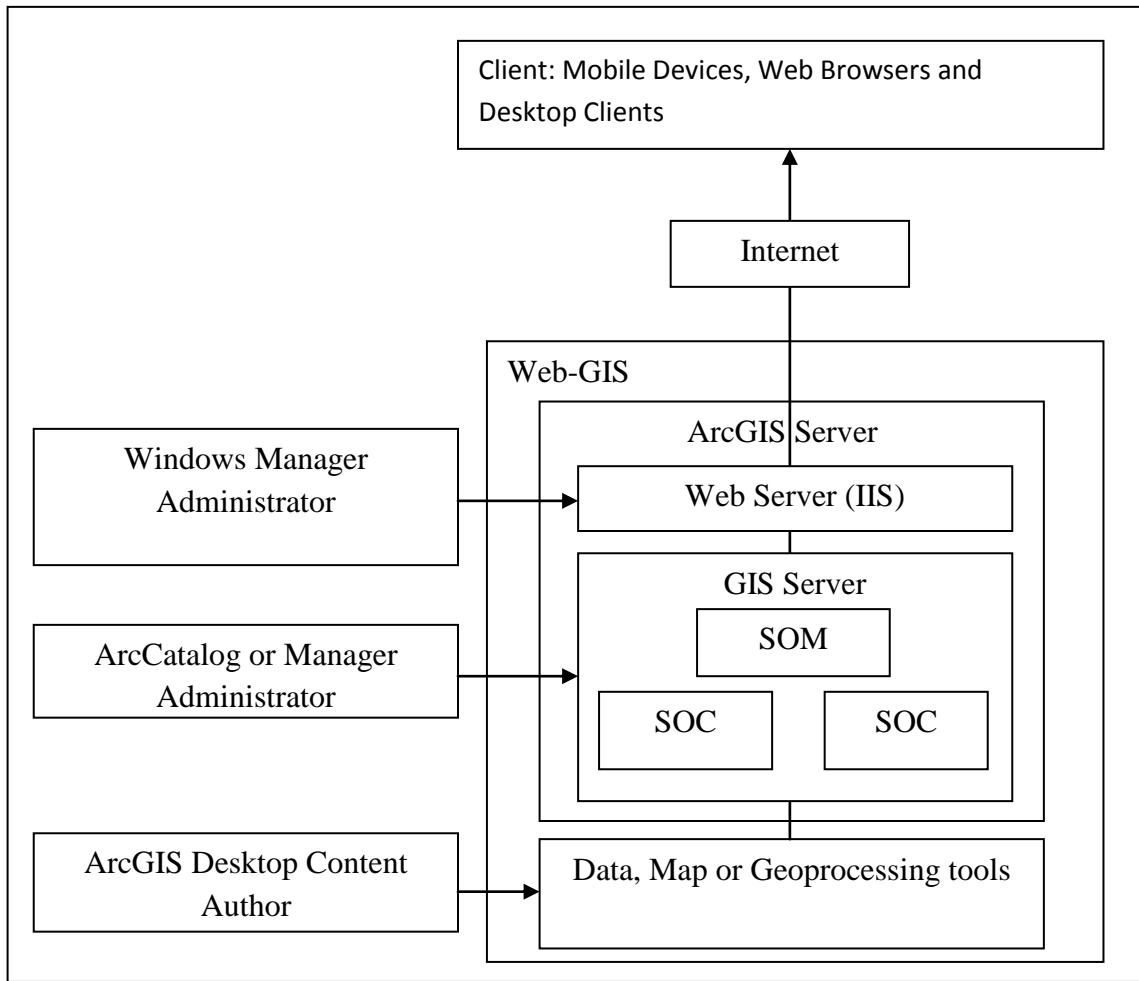 Client: Mobile Devices, Web Browsers and
Desktop Clients
Internet
Web-GIS
ArcGIS Server
Windows Manager
Administrator
Web Server (IIS)
GIS Server
SOM
ArcCatalog or Manager
Administrator
SOC
SOC
ArcGIS Desktop Content
Author
Data, Map or Geoprocessing tools